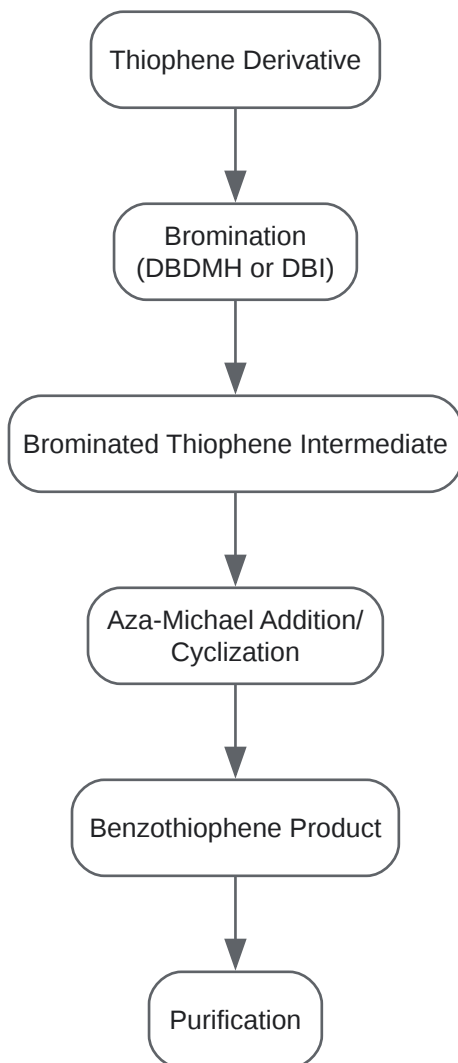 Thiophene Derivative
Bromination
(DBDMH or DBI)
Brominated Thiophene Intermediate
Aza-Michael Addition/
Cyclization
Benzothiophene Product
Purification